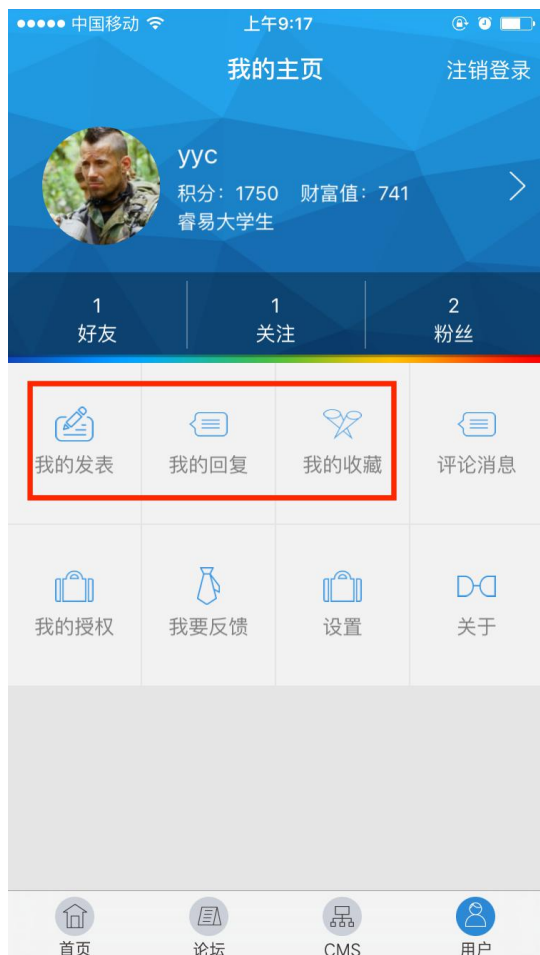 中国移动 上午9:17
我的主页 注销登录
yyc
积分：1750 财富值：741
睿易大学生
1 1 2
好友 关注 粉丝
我的发表 我的回复 我的收藏 评论消息
我的授权 我要反馈 设置 关于
首页 论坛 CMS 用户